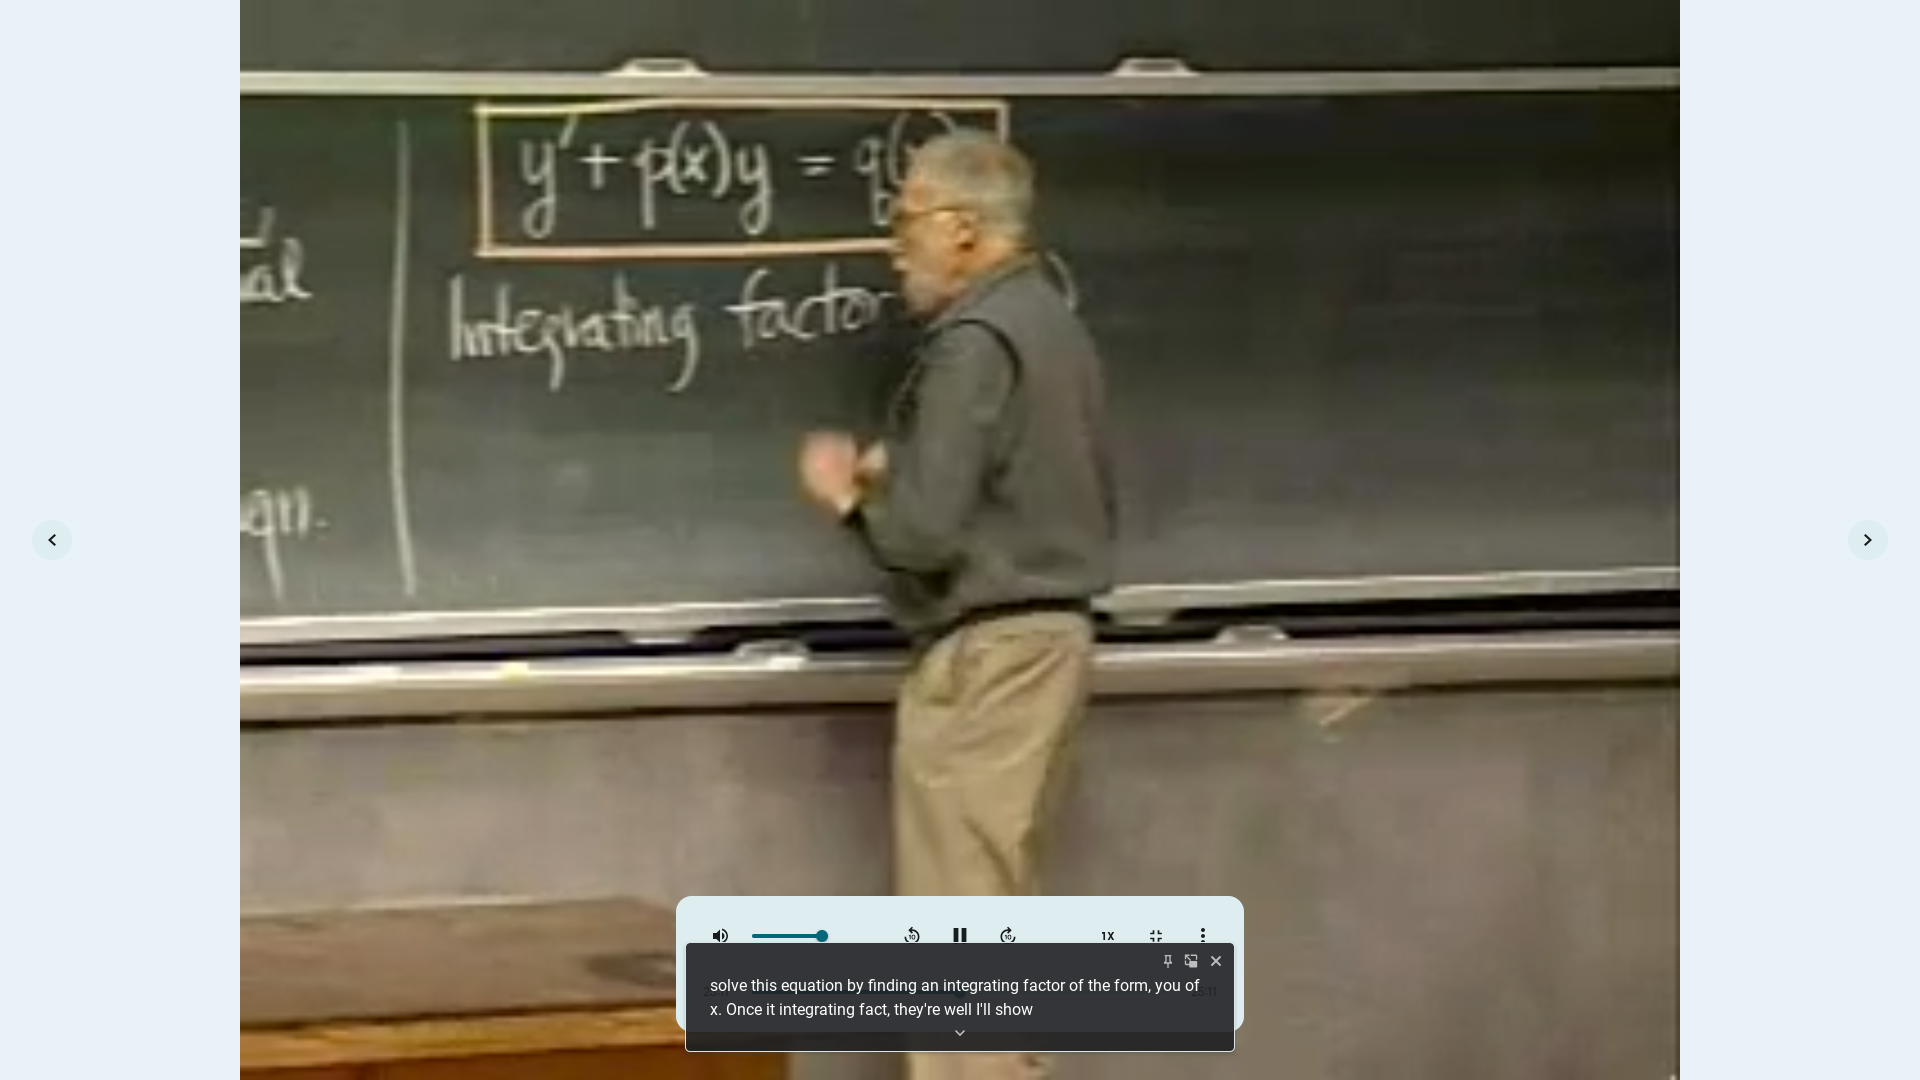 y' + p(x)y = q(
Integrating factor
al
qn.
1X
solve this equation by finding an integrating factor of the form, you of
x. Once it integrating fact, they're well I'll show